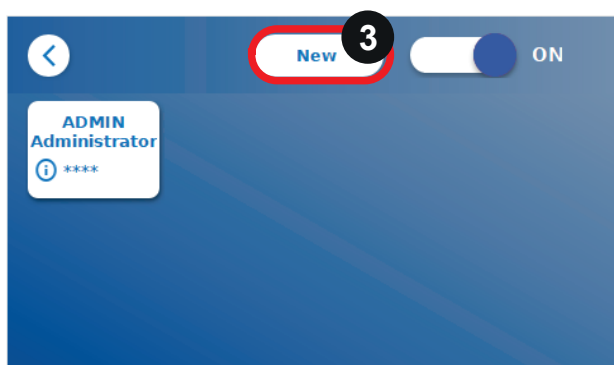 New
3
ON
ADMIN
Administrator
i ****